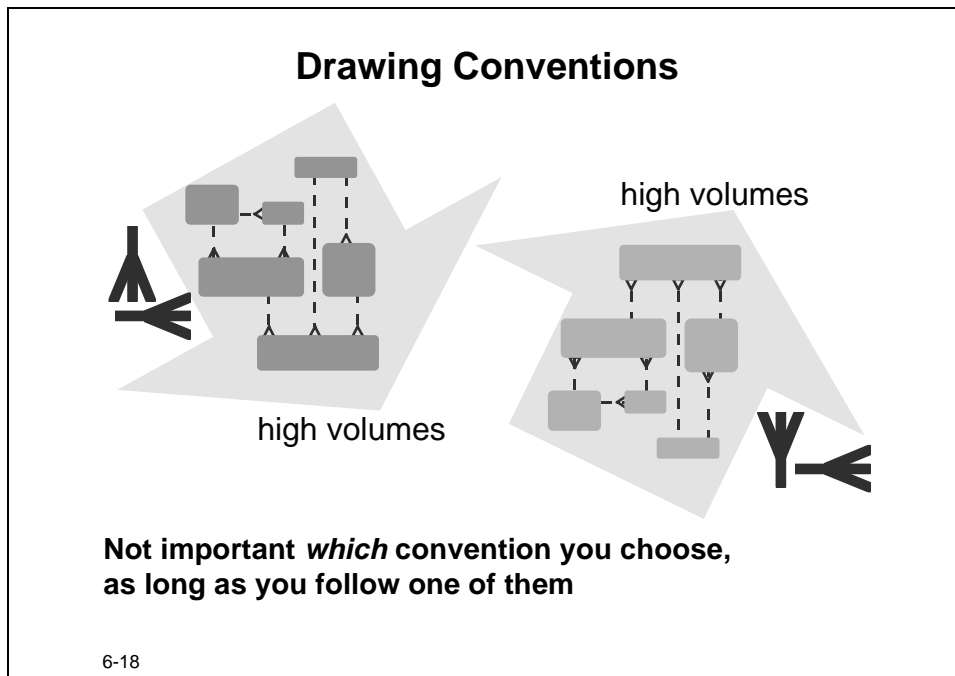 Drawing Conventions
high volumes
high volumes
Not important which convention you choose,
as long as you follow one of them
6-18